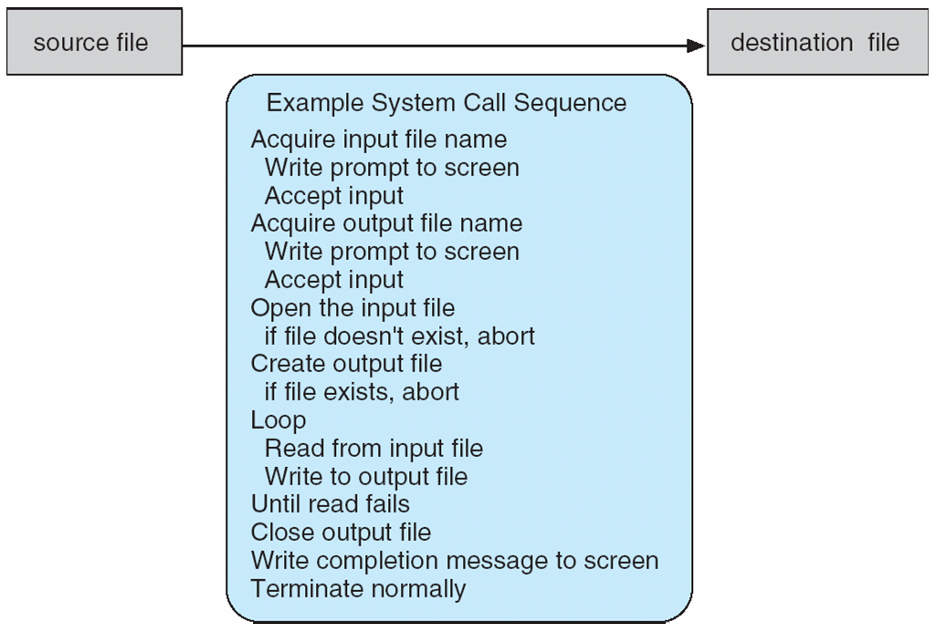 source file
destination file
Example System Call Sequence
Acquire input file name
Write prompt to screen
Accept input
Acquire output file name
Write prompt to screen
Accept input
Open the input file
if file doesn't exist, abort
Create output file
if file exists, abort
Loop
Read from input file
Write to output file
Until read fails
Close output file
Write completion message to screen
Terminate normally